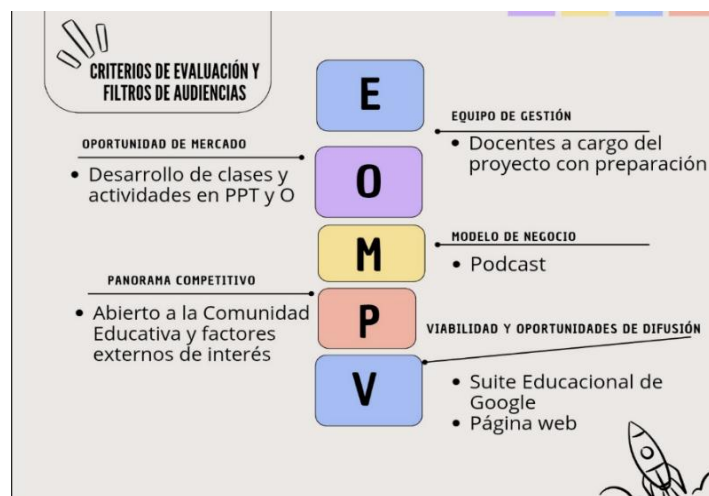 CRITERIOS DE EVALUACIÓN Y
FILTROS DE AUDIENCIAS
E
EQUIPO DE GESTIÓN
• Docentes a cargo del
proyecto con preparación
OPORTUNIDAD DE MERCADO
• Desarrollo de clases y
actividades en PPT y O
O
M
MODELO DE NEGOCIO
• Podcast
PANORAMA COMPETITIVO
• Abierto a la Comunidad
Educativa y factores
externos de interés
P
VIABILIDAD Y OPORTUNIDADES DE DIFUSIÓN
V
• Suite Educacional de
Google
• Página web